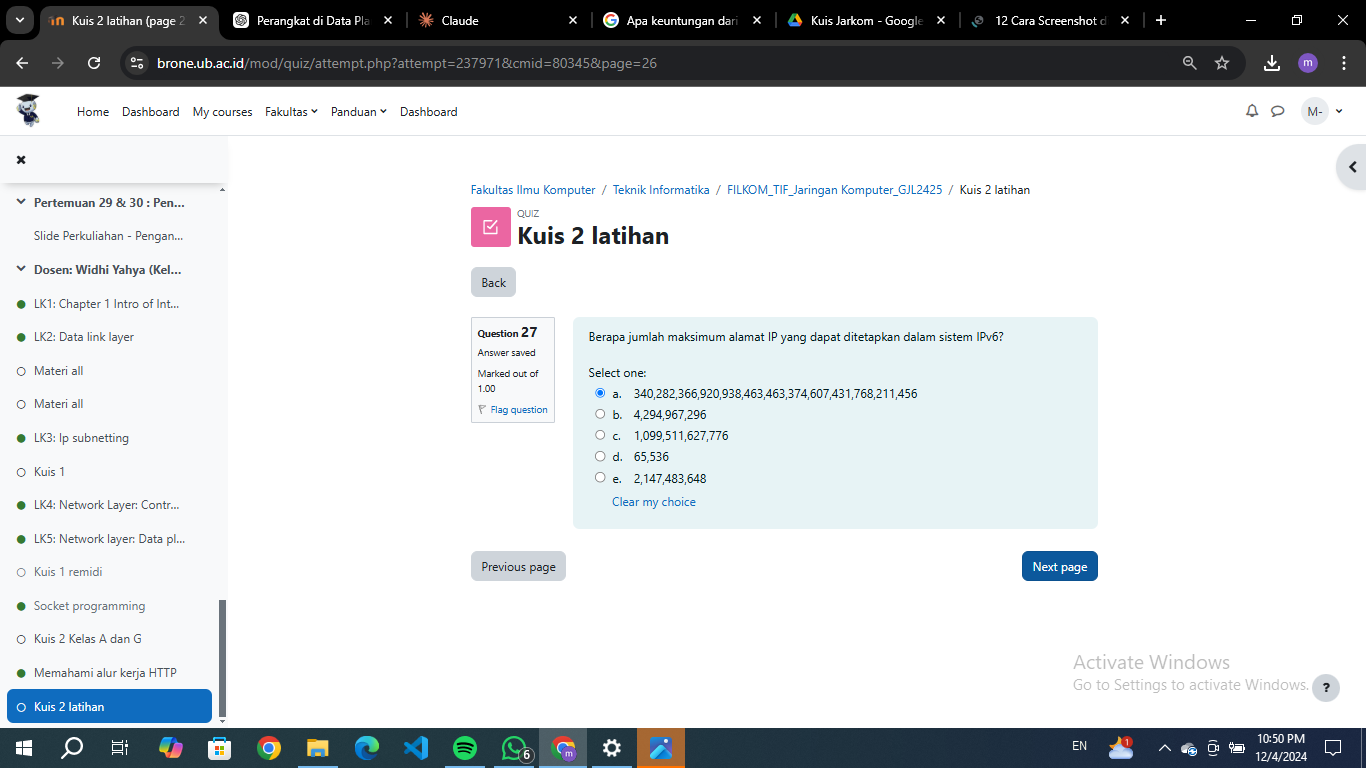 Kuis 2 latihan (page 2
Perangkat di Data Pla
Claude
Apa keuntungan dari
Kuis Jarkom - Google
12 Cara Screenshot d
brone.ub.ac.id/mod/quiz/attempt.php?attempt=237971&cmid=80345&page=26
m
Home Dashboard My courses Fakultas Panduan Dashboard
M-
Pertemuan 29 & 30 : Pen...
Slide Perkuliahan - Pengan...
Dosen: Widhi Yahya (Kel...
LK1: Chapter 1 Intro of Int...
LK2: Data link layer
Materi all
Materi all
LK3: Ip subnetting
Kuis 1
LK4: Network Layer: Contr...
LK5: Network layer: Data pl...
Kuis 1 remidi
Socket programming
Kuis 2 Kelas A dan G
Memahami alur kerja HTTP
Kuis 2 latihan
Fakultas Ilmu Komputer / Teknik Informatika / FILKOM_TIF_Jaringan Komputer_GJL2425 / Kuis 2 latihan
QUIZ
Kuis 2 latihan
Back
Question 27
Answer saved
Marked out of
1.00
Flag question
Berapa jumlah maksimum alamat IP yang dapat ditetapkan dalam sistem IPv6?
Select one:
a. 340,282,366,920,938,463,463,374,607,431,768,211,456
b. 4,294,967,296
c. 1,099,511,627,776
d. 65,536
e. 2,147,483,648
Clear my choice
Previous page
Next page
Activate Windows
Go to Settings to activate Windows.
?
6
m
EN
1
10:50 PM
12/4/2024